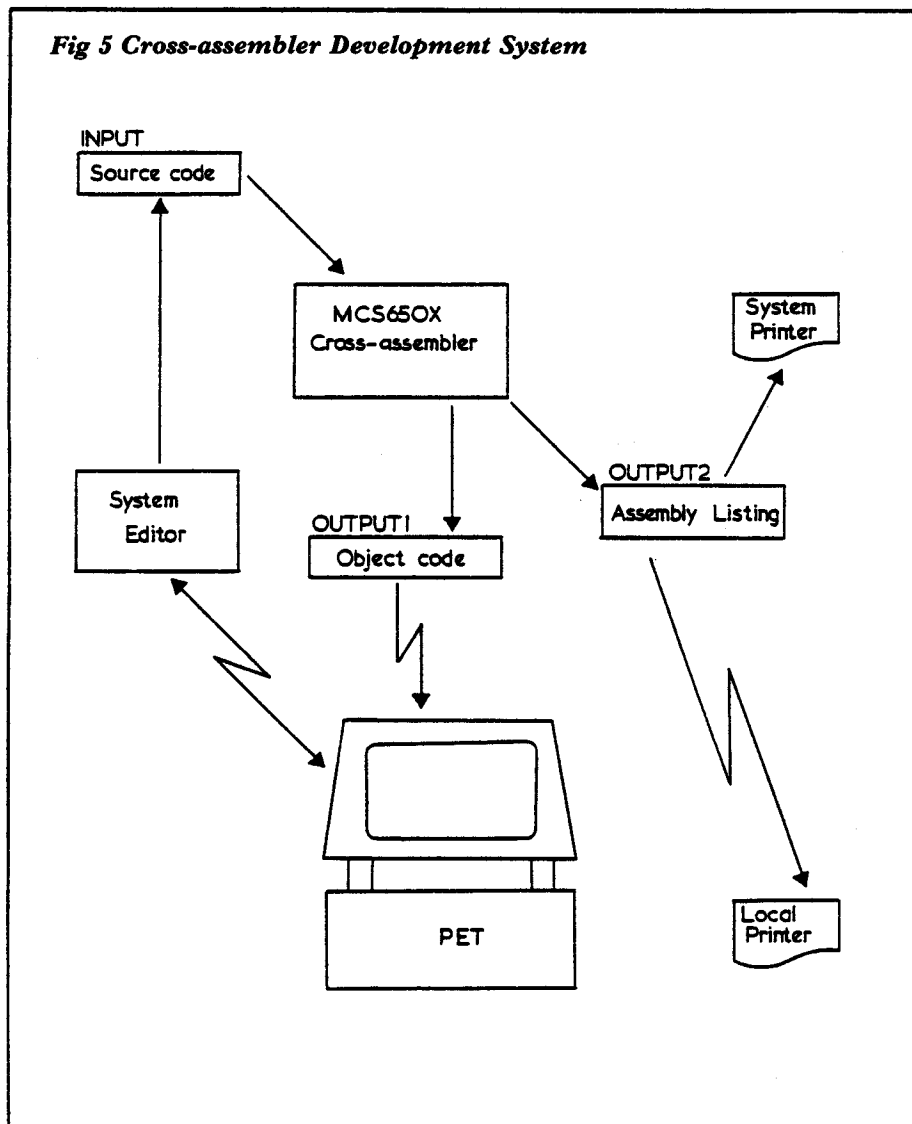 Fig 5 Cross-assembler Development System
INPUT
Source code
MCS650X
Cross-assembler
System
Printer
System
Editor
OUTPUT1
Object code
OUTPUT2
Assembly Listing
PET
Local
Printer